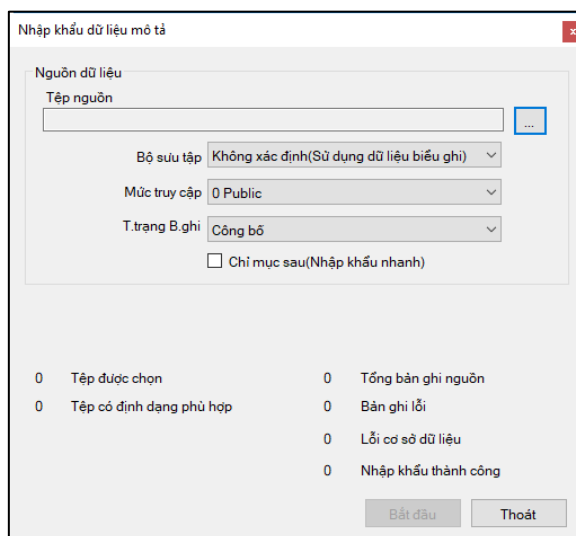 Nhập khẩu dữ liệu mô tả
x
Nguồn dữ liệu
Tệp nguồn
...
Bộ sưu tập Không xác định(Sử dụng dữ liệu biểu ghi)
Mức truy cập 0 Public
T.trạng B.ghi Công bố
Chỉ mục sau(Nhập khẩu nhanh)
0 Tệp được chọn 0 Tổng bản ghi nguồn
0 Tệp có định dạng phù hợp 0 Bản ghi lỗi
0 Lỗi cơ sở dữ liệu
0 Nhập khẩu thành công
Bắt đầu Thoát